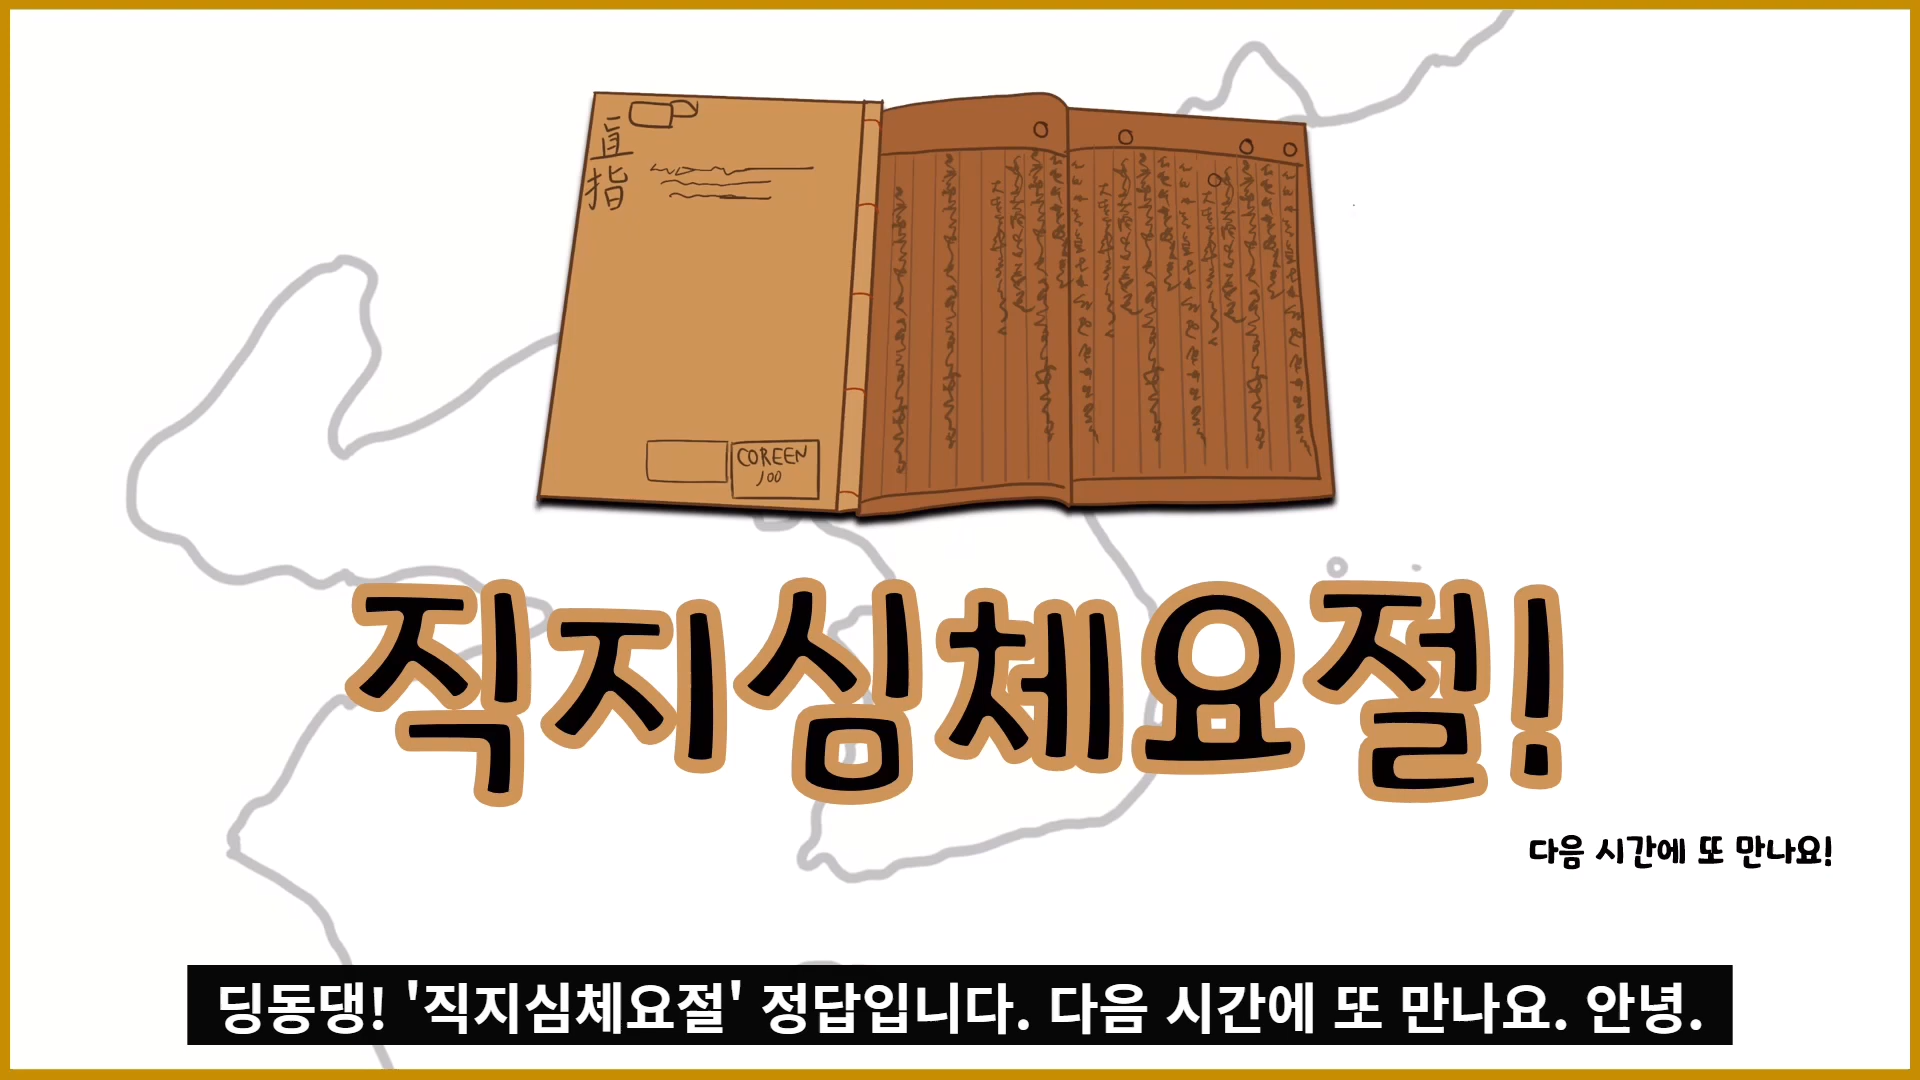 直指
COREEN
100
직지심체요절!
다음 시간에 또 만나요!
딩동댕! '직지심체요절' 정답입니다. 다음 시간에 또 만나요. 안녕.